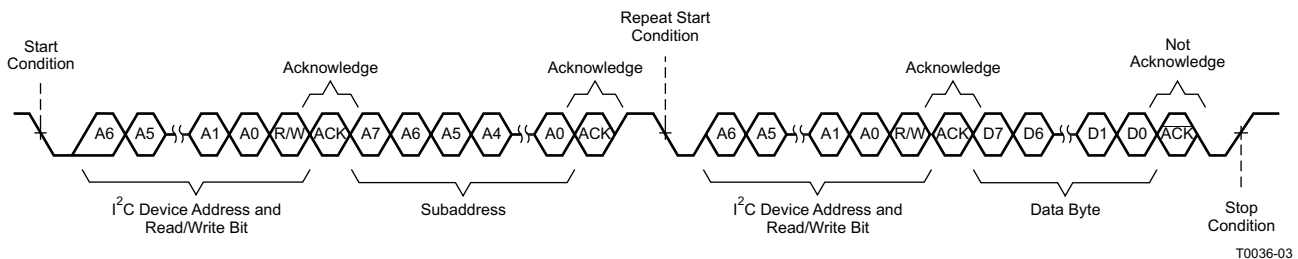 Repeat Start
Condition
Start
Condition
Not
Acknowledge
Acknowledge
Acknowledge
Acknowledge
A6 A5 A1 A0 R/W ACK A7 A6 A5 A4 A0 ACK A6 A5 A1 A0 R/W ACK D7 D6 D1 D0 ACK
I²C Device Address and
Read/Write Bit
Subaddress
I²C Device Address and
Read/Write Bit
Data Byte
Stop
Condition
T0036-03